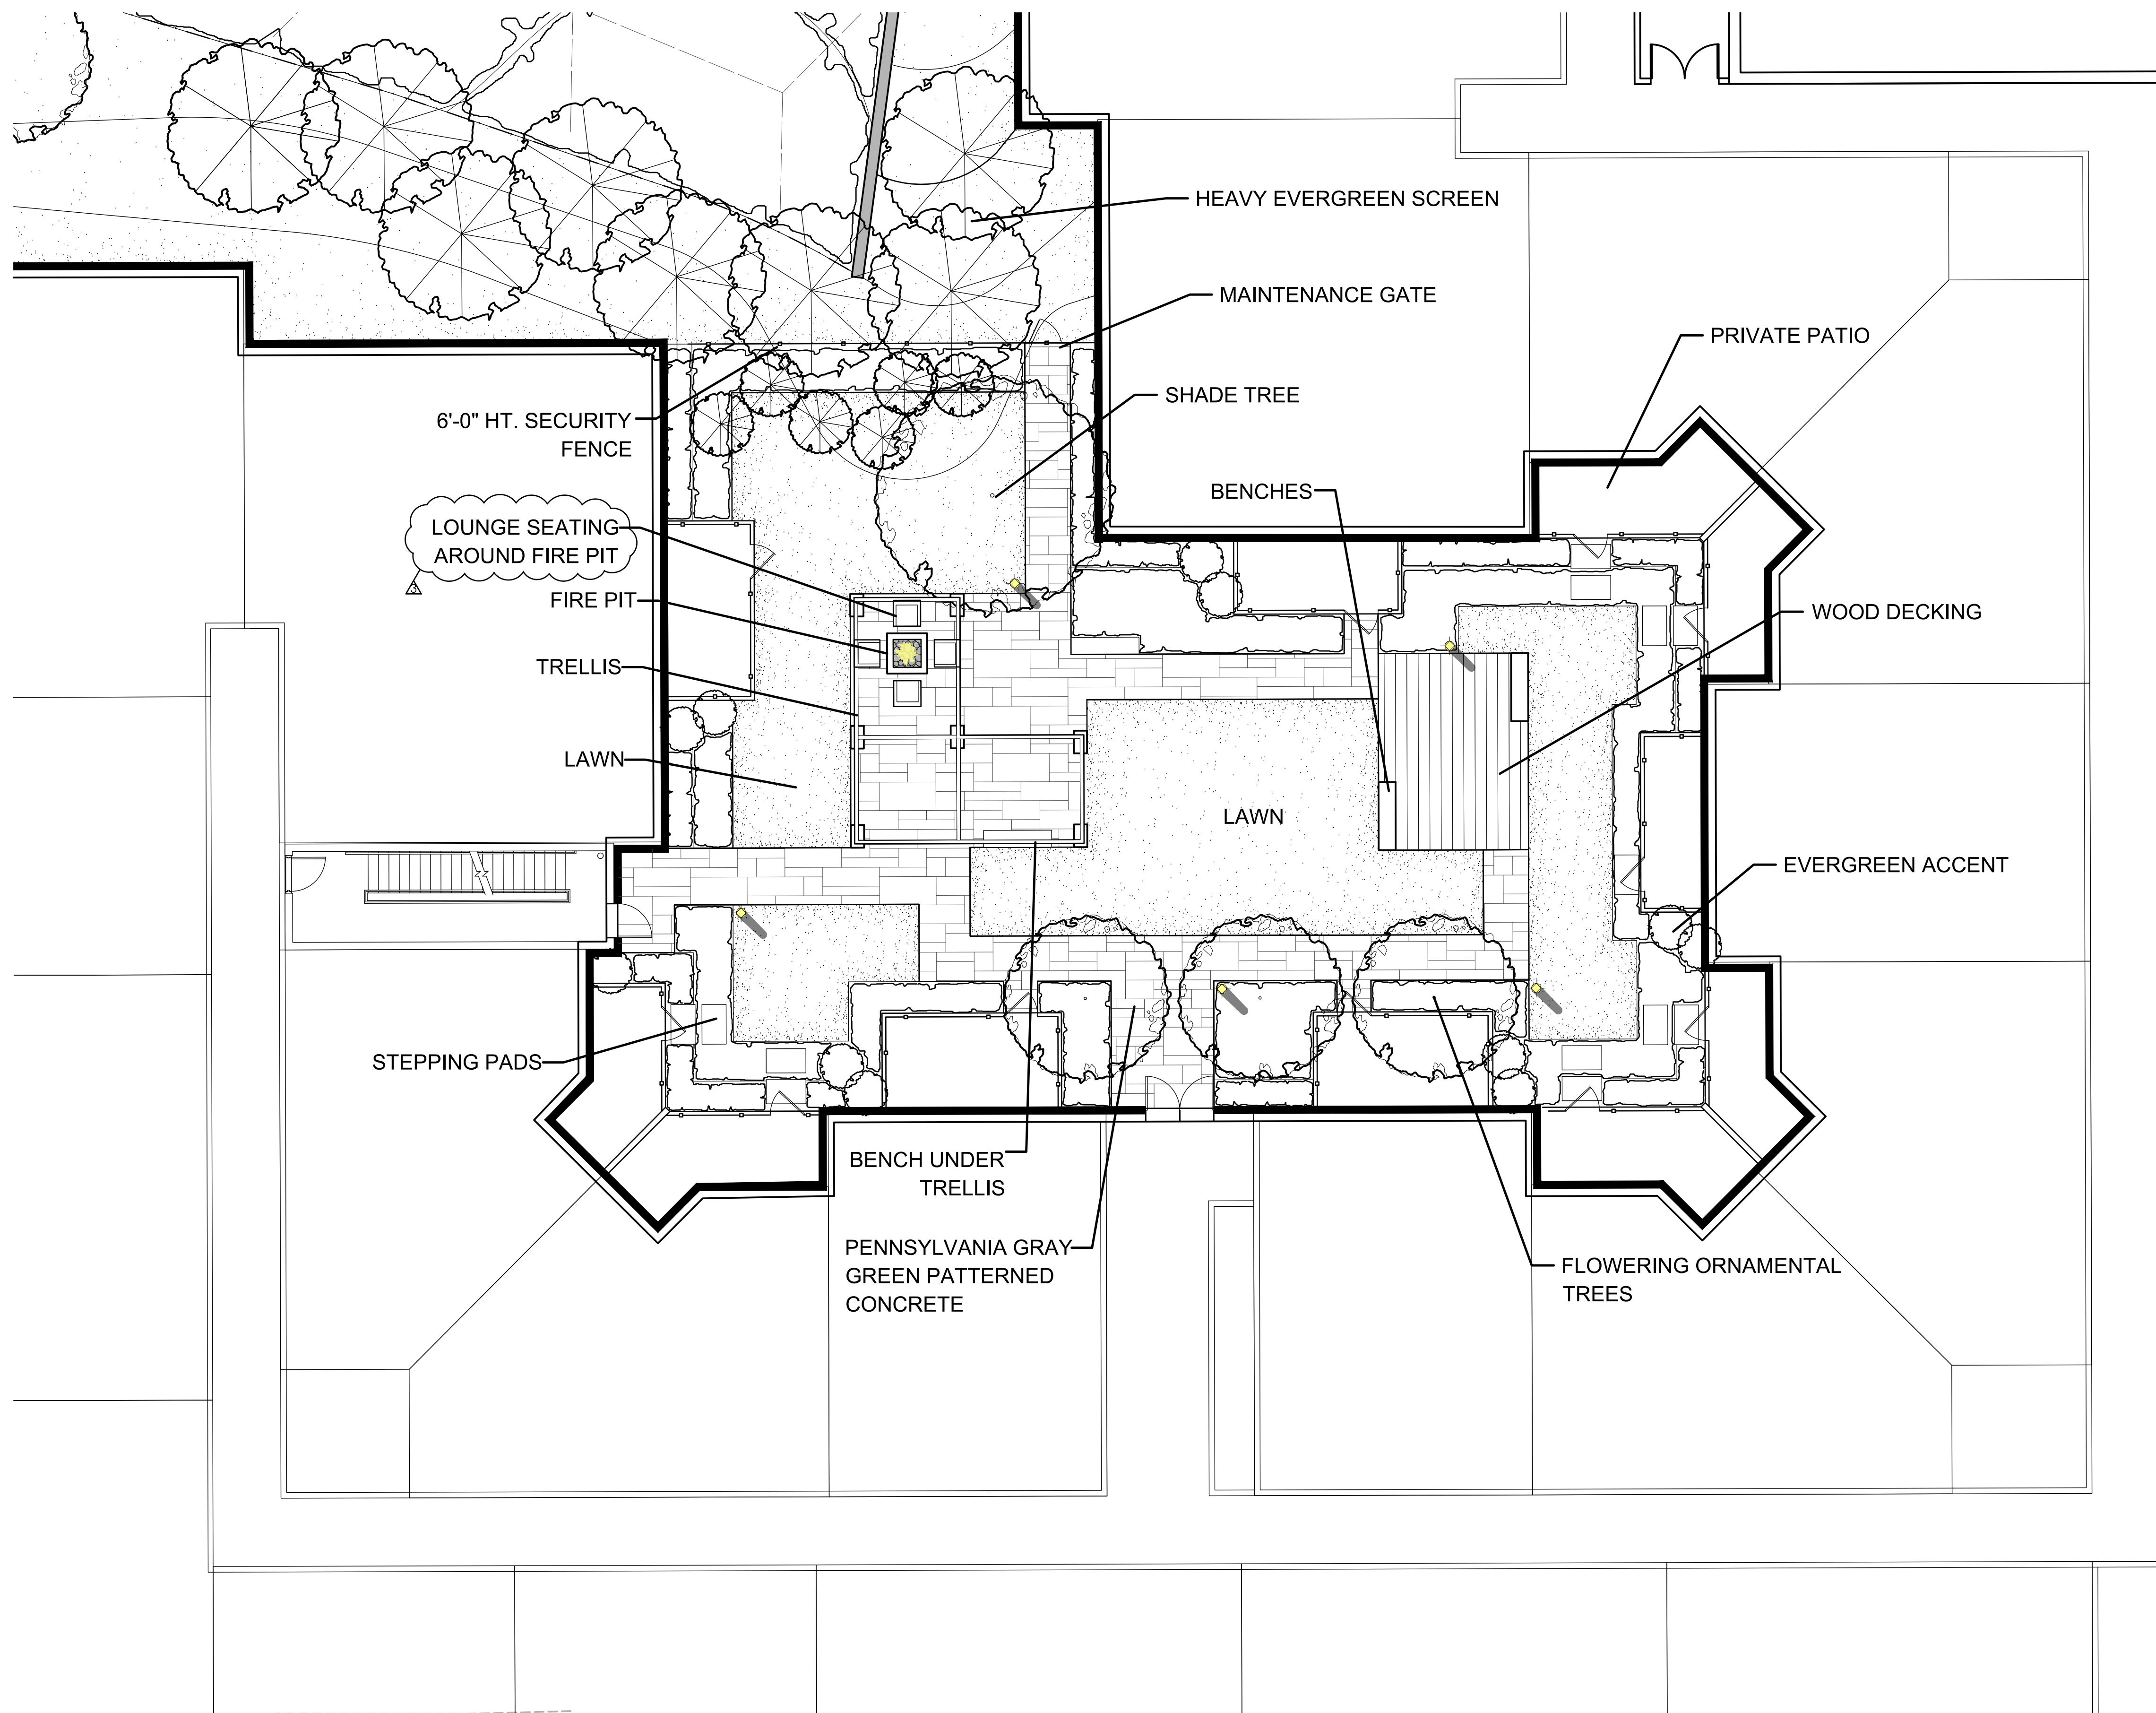 HEAVY EVERGREEN SCREEN
MAINTENANCE GATE
PRIVATE PATIO
SHADE TREE
6'-0" HT. SECURITY
FENCE
BENCHES
LOUNGE SEATING
AROUND FIRE PIT
3
FIRE PIT
WOOD DECKING
TRELLIS
LAWN
LAWN
EVERGREEN ACCENT
STEPPING PADS
BENCH UNDER
TRELLIS
PENNSYLVANIA GRAY
GREEN PATTERNED
CONCRETE
FLOWERING ORNAMENTAL
TREES